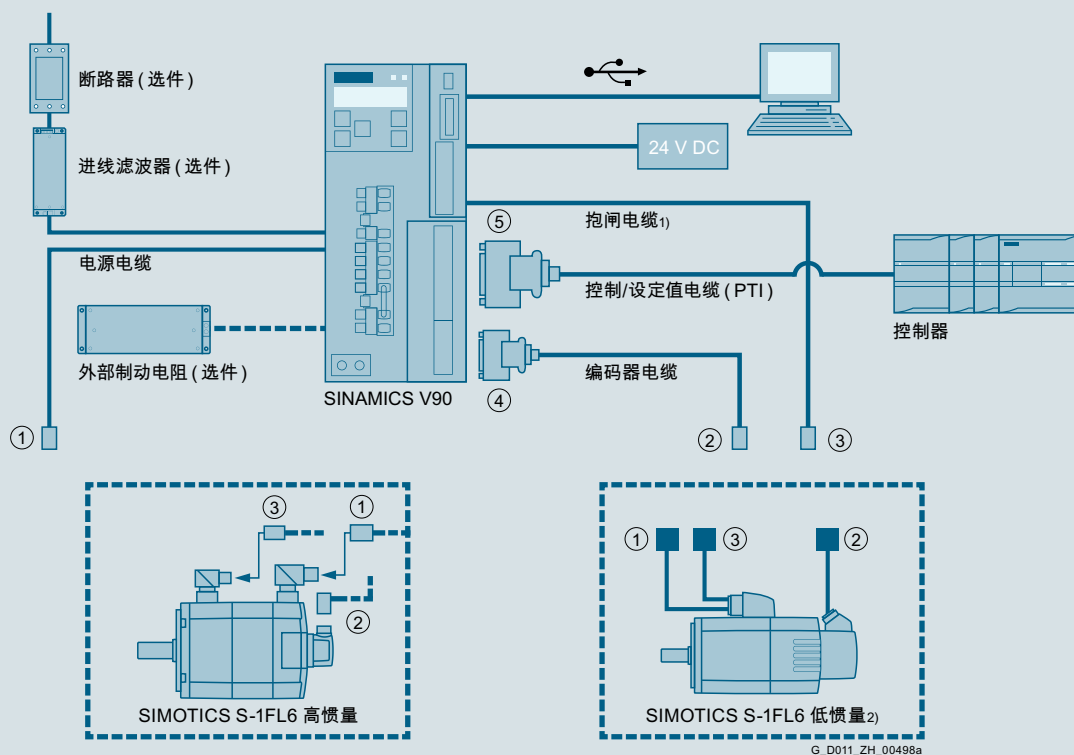 断路器 ( 选件 )
进线滤波器 ( 选件 )
24 V DC
⑤
抱闸电缆1)
电源电缆
控制/设定值电缆 ( PTI )
控制器
外部制动电阻 ( 选件 )
编码器电缆
SINAMICS V90
④
①
②
③
③
①
②
SIMOTICS S-1FL6 高惯量
①
③
②
SIMOTICS S-1FL6 低惯量2)
G_D011_ZH_00498a